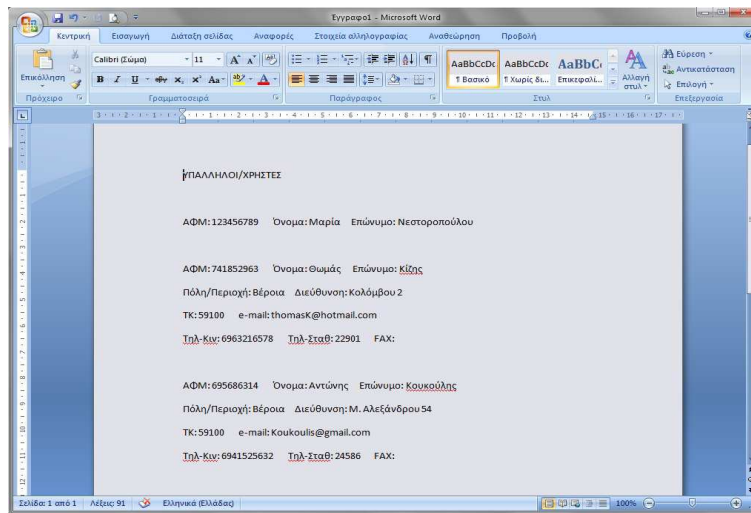 Έγγραφο1 - Microsoft Word
Κεντρική Εισαγωγή Διάταξη σελίδας Αναφορές Στοιχεία αλληλογραφίας Αναθεώρηση Προβολή
Επικόλληση
Calibri (Σώμα) 11
AaBbCcDc AaBbCcDc AaBbC
¶ Βασικό ¶ Χωρίς δι... Επικεφαλί...
Αλλαγή στυλ
Εύρεση
Αντικατάσταση
Επιλογή
Πρόχειρο Γραμματοσειρά Παράγραφος Στυλ Επεξεργασία
ΥΠΑΛΛΗΛΟΙ/ΧΡΗΣΤΕΣ
ΑΦΜ:123456789 Όνομα:Μαρία Επώνυμο: Νεστοροπούλου
ΑΦΜ:741852963 Όνομα:Θωμάς Επώνυμο: Κίζης
Πόλη/Περιοχή:Βέροια Διεύθυνση:Κολόμβου 2
ΤΚ:59100 e-mail:thomasK@hotmail.com
Τηλ-Κιν:6963216578 Τηλ-Σταθ:22901 FAX:
ΑΦΜ:695686314 Όνομα:Αντώνης Επώνυμο: Κουκούλης
Πόλη/Περιοχή:Βέροια Διεύθυνση:Μ. Αλεξάνδρου 54
ΤΚ:59100 e-mail:Koukoulis@gmail.com
Τηλ-Κιν:6941525632 Τηλ-Σταθ:24586 FAX:
Σελίδα: 1 από 1 Λέξεις: 91 Ελληνικά (Ελλάδας) 100%